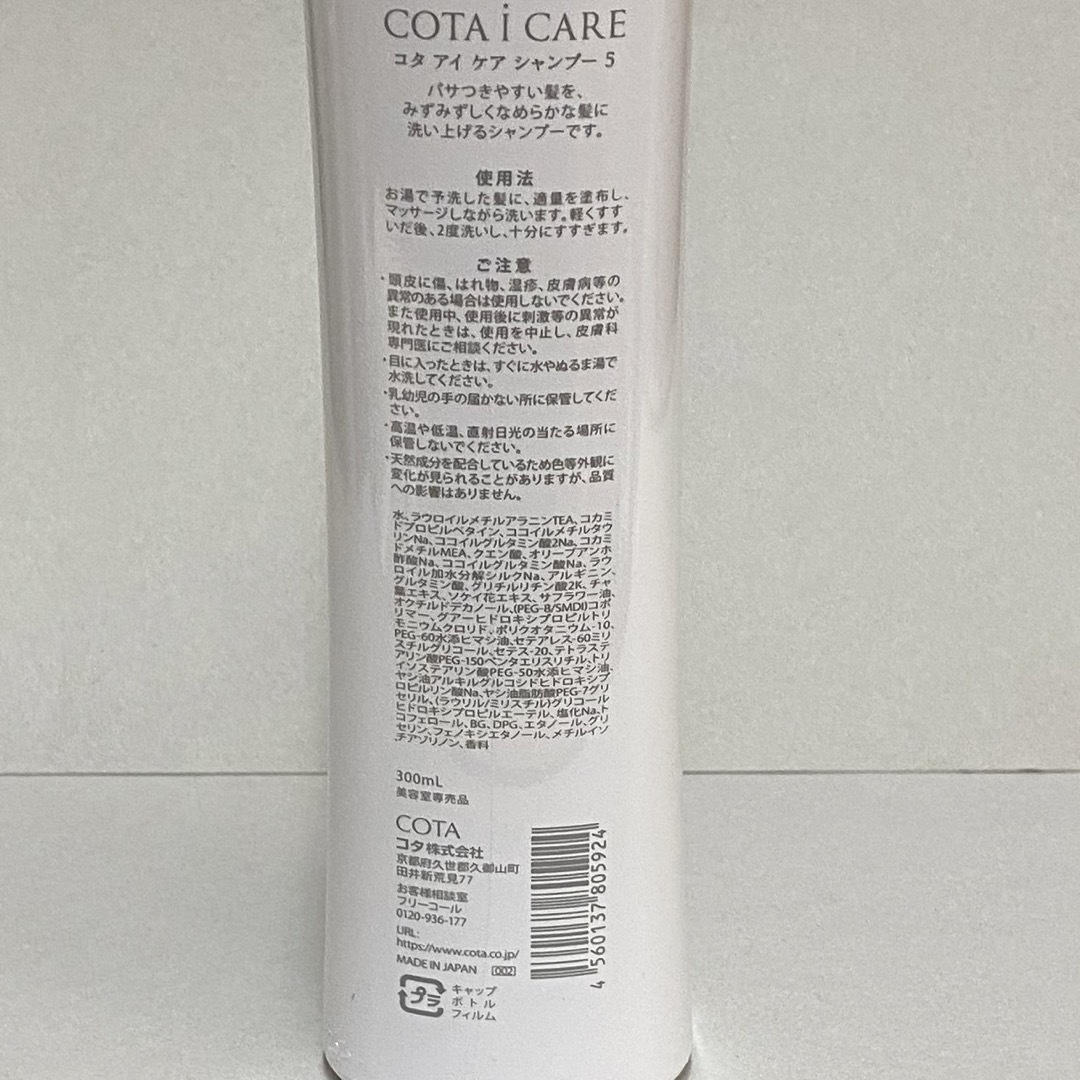 COTA i CARE
コタ アイ ケア シャンプー 5
パサつきやすい髪を、
みずみずしくなめらかな髪に
洗い上げるシャンプーです。
使用法
お湯で予洗した髪に、適量を塗布し、
マッサージしながら洗います。軽くすす
いだ後、2度洗いし、十分にすすぎます。
ご注意
・頭皮に傷、はれ物、湿疹、皮膚病等の
異常のある場合は使用しないでください。
また使用中、使用後に刺激等の異常が
現れたときは、使用を中止し、皮膚科
専門医にご相談ください。
・目に入ったときは、すぐに水やぬるま湯で
水洗してください。
・乳幼児の手の届かない所に保管してくだ
さい。
・高温や低温、直射日光の当たる場所に
保管しないでください。
・天然成分を配合しているため色等外観に
変化が見られることがありますが、品質
への影響はありません。
水、ラウロイルメチルアラニンTEA、コカミ
ドプロピルベタイン、ココイルメチルタウ
リンNa、ココイルグルタミン酸2Na、コカミ
ドメチルMEA、クエン酸、オリーブアンホ
酢酸Na、ココイルグルタミン酸Na、ラウ
ロイル加水分解シルクNa、アルギニン、
グルタミン酸、グリチルリチン酸2K、チャ
葉エキス、ソケイ花エキス、サフラワー油、
オクチルドデカノール、(PEG-8/SMDI)コポ
リマー、グアーヒドロキシプロピルトリ
モニウムクロリド、ポリクオタニウム-10、
PEG-60水添ヒマシ油、セテアレス-60ミリ
スチルグリコール、セテス-20、テトラステ
アリン酸PEG-150ペンタエリスリチル、トリ
イソステアリン酸PEG-50水添ヒマシ油、
ヤシ油アルキルグルコシドヒドロキシプ
ロピルリン酸Na、ヤシ油脂肪酸PEG-7グリ
セリル、(ラウリル/ミリスチル)グリコール
ヒドロキシプロピルエーテル、塩化Na、ト
コフェロール、BG、DPG、エタノール、グリ
セリン、フェノキシエタノール、メチルイソ
チアゾリノン、香料
300mL
美容室専売品
COTA
コタ株式会社
京都府久世郡久御山町
田井新荒見77
お客様相談室
フリーコール
0120-936-177
URL:
https://www.cota.co.jp/
MADE IN JAPAN 002
プラ
キャップ
ボトル
フィルム
4 560137 805924